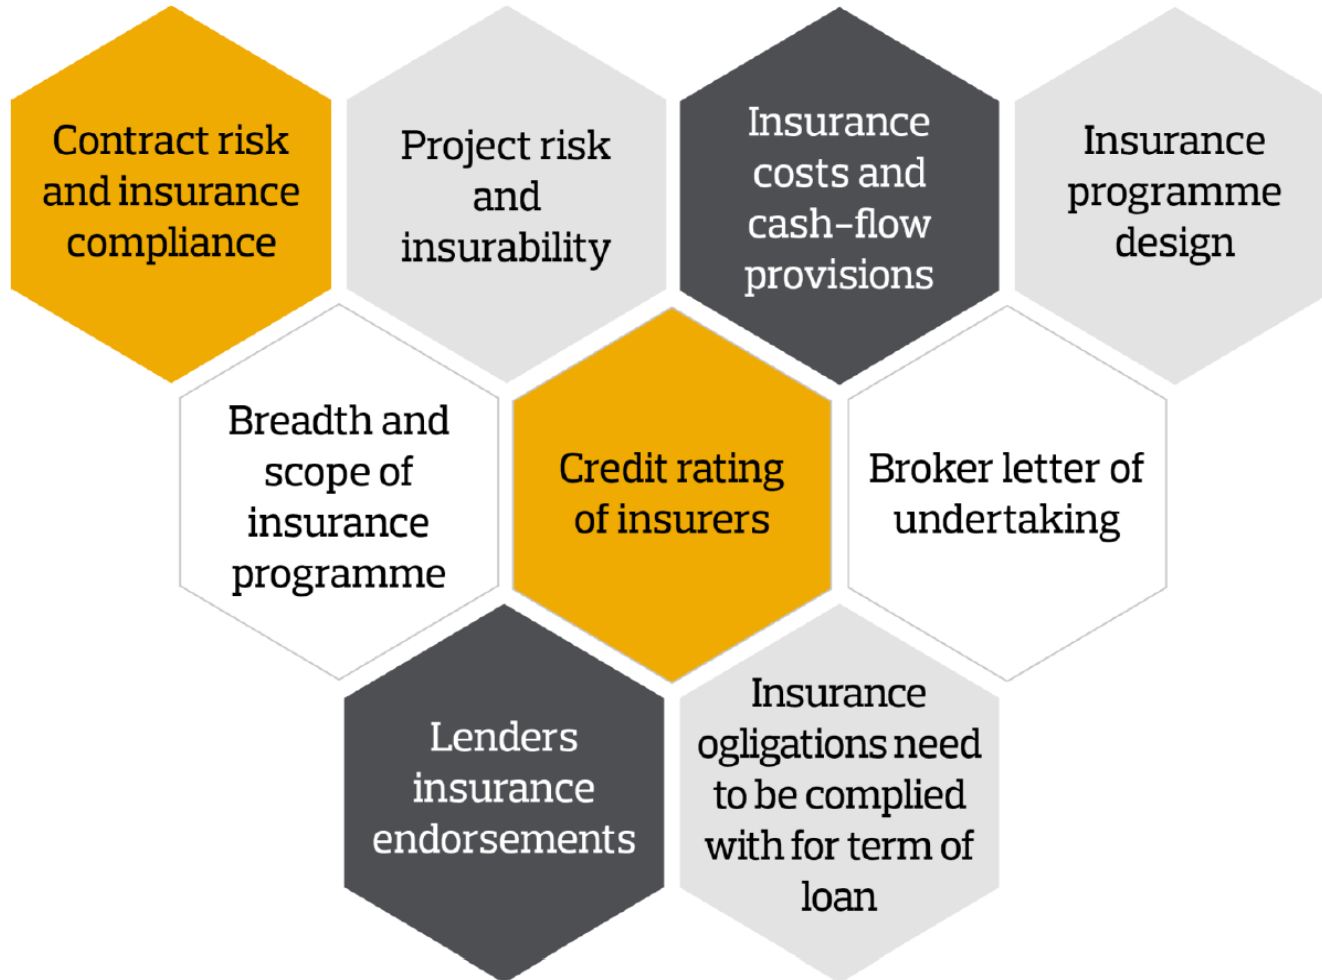 Contract risk
and insurance
compliance
Project risk
and
insurability
Insurance
costs and
cash-flow
provisions
Insurance
programme
design
Breadth and
scope of
insurance
programme
Credit rating
of insurers
Broker letter of
undertaking
Lenders
insurance
endorsements
Insurance
ogligations need
to be complied
with for term of
loan